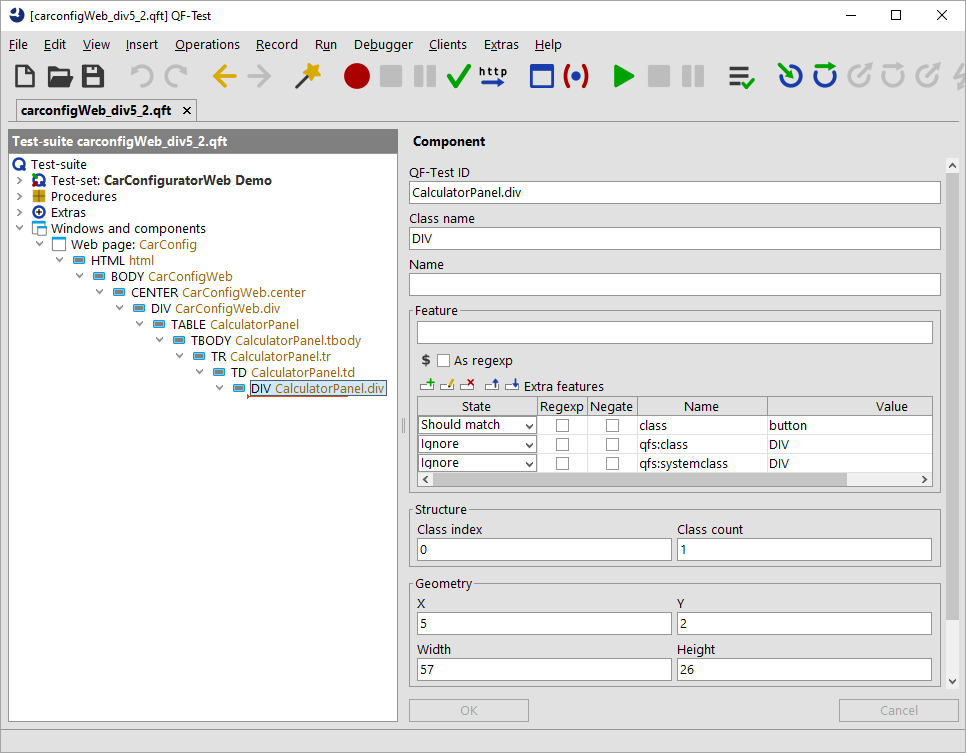 [carconfigWeb_div5_2.qft] QF-Test
File Edit View Insert Operations Record Run Debugger Clients Extras Help
http
carconfigWeb_div5_2.qft
Test-suite carconfigWeb_div5_2.qft
Test-suite
Test-set: CarConfiguratorWeb Demo
Procedures
Extras
Windows and components
Web page: CarConfig
HTML html
BODY CarConfigWeb
CENTER CarConfigWeb.center
DIV CarConfigWeb.div
TABLE CalculatorPanel
TBODY CalculatorPanel.tbody
TR CalculatorPanel.tr
TD CalculatorPanel.td
DIV CalculatorPanel.div
Component
QF-Test ID
CalculatorPanel.div
Class name
DIV
Name
Feature
$ As regexp
Extra features
State Regexp Negate Name Value
Should match class button
Ignore qfs:class DIV
Ignore qfs:systemclass DIV
Structure
Class index Class count
0 1
Geometry
X Y
5 2
Width Height
57 26
OK Cancel